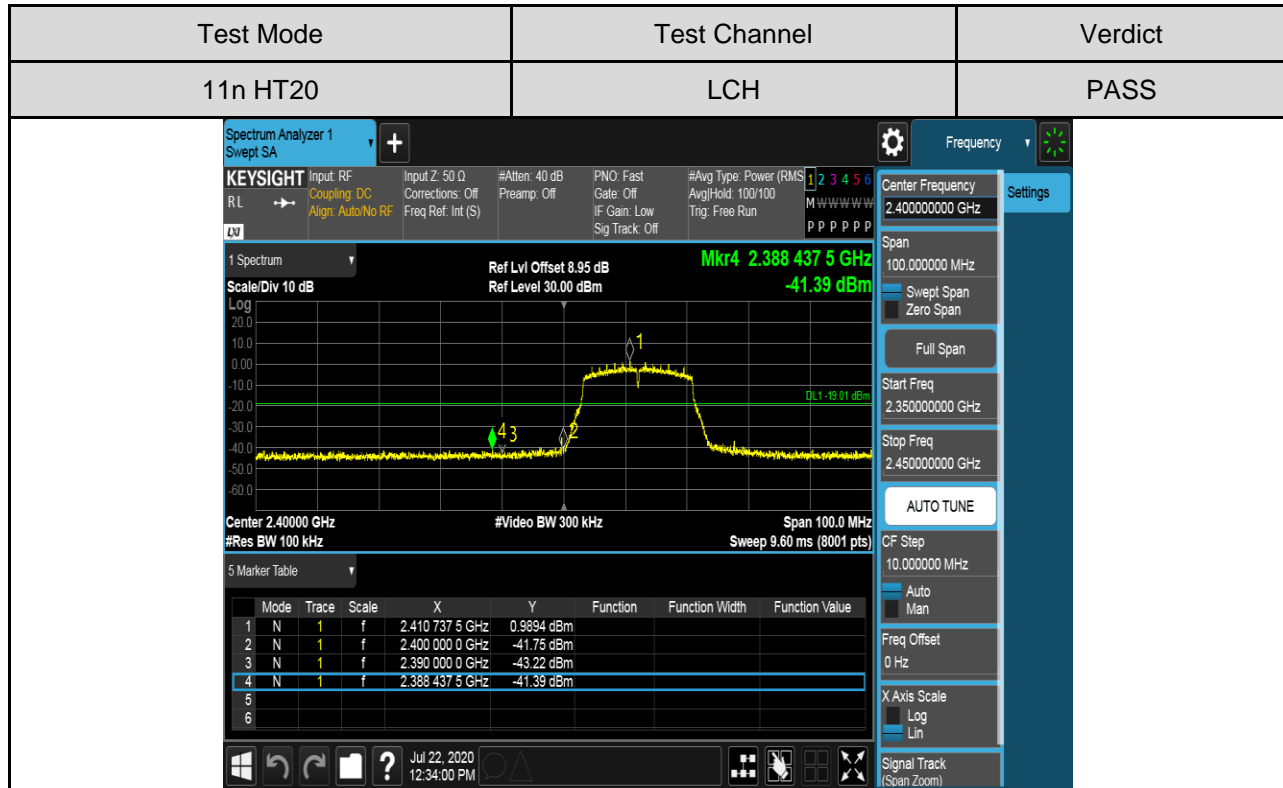 Test Mode Test Channel Verdict
11n HT20 LCH PASS
Spectrum Analyzer 1
Swept SA
+
Frequency
KEYSIGHT Input: RF Input Z: 50 Ω #Atten: 40 dB PNO: Fast #Avg Type: Power (RMS 1 2 3 4 5 6
RL Coupling: DC Corrections: Off Preamp: Off Gate: Off Avg|Hold: 100/100 M W W W W W
Align: Auto/No RF Freq Ref: Int (S) IF Gain: Low Trig: Free Run
LXI Sig Track: Off P P P P P P
Center Frequency
2.400000000 GHz
Settings
1 Spectrum
Ref Lvl Offset 8.95 dB
Mkr4 2.388 437 5 GHz
Scale/Div 10 dB
Ref Level 30.00 dBm
-41.39 dBm
Log
20.0
10.0
0.00
-10.0
-20.0
-30.0
-40.0
-50.0
-60.0
1
DL1 -19.01 dBm
4 3 2
Center 2.40000 GHz #Video BW 300 kHz Span 100.0 MHz
#Res BW 100 kHz Sweep 9.60 ms (8001 pts)
Span
100.000000 MHz
Swept Span
Zero Span
Full Span
Start Freq
2.350000000 GHz
Stop Freq
2.450000000 GHz
AUTO TUNE
CF Step
10.000000 MHz
Auto
Man
Freq Offset
0 Hz
X Axis Scale
Log
Lin
Signal Track
(Span Zoom)
5 Marker Table
Mode Trace Scale X Y Function Function Width Function Value
1 N 1 f 2.410 737 5 GHz 0.9894 dBm
2 N 1 f 2.400 000 0 GHz -41.75 dBm
3 N 1 f 2.390 000 0 GHz -43.22 dBm
4 N 1 f 2.388 437 5 GHz -41.39 dBm
5
6
?
Jul 22, 2020
12:34:00 PM